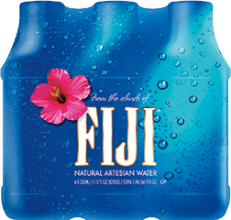 from the islands of
FIJI
NATURAL ARTESIAN WATER